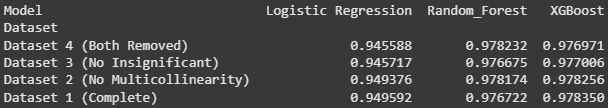 Model Logistic Regression Random_Forest XGBoost
Dataset
Dataset 4 (Both Removed) 0.945588 0.978232 0.976971
Dataset 3 (No Insignificant) 0.945717 0.976675 0.977006
Dataset 2 (No Multicollinearity) 0.949376 0.978174 0.978256
Dataset 1 (Complete) 0.949592 0.976722 0.978350